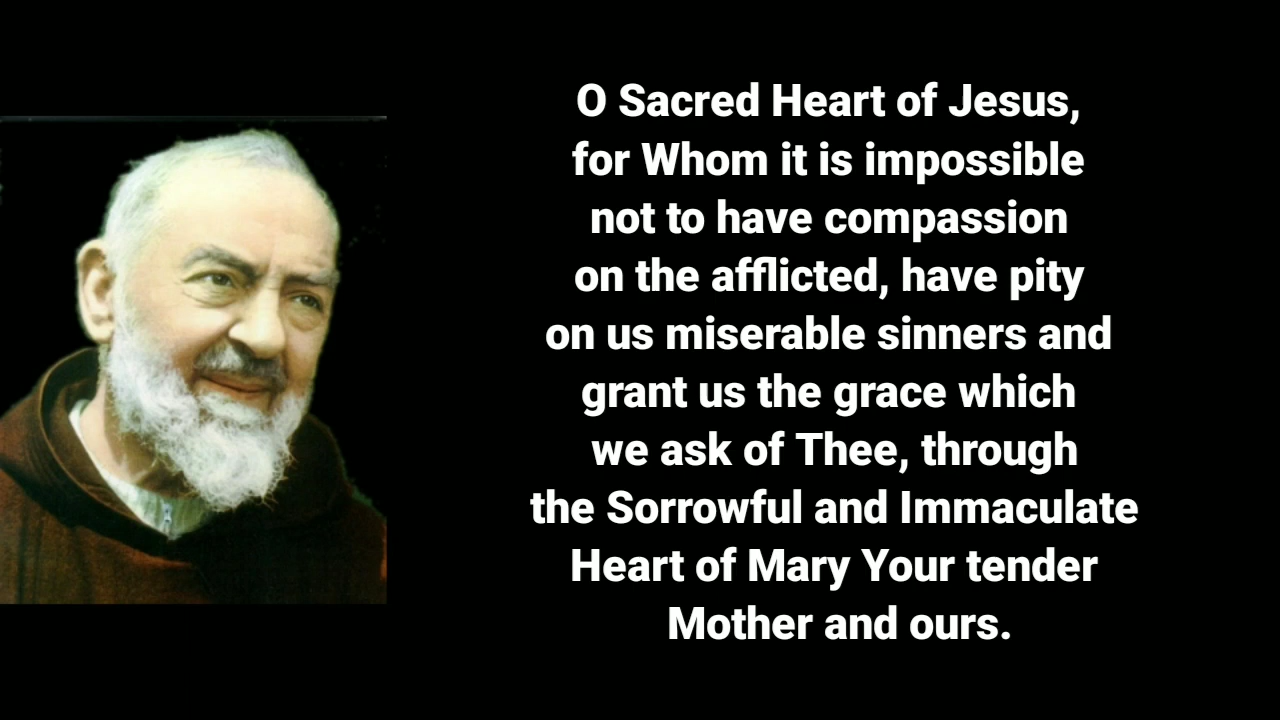 O Sacred Heart of Jesus,
for Whom it is impossible
not to have compassion
on the afflicted, have pity
on us miserable sinners and
grant us the grace which
we ask of Thee, through
the Sorrowful and Immaculate
Heart of Mary Your tender
Mother and ours.